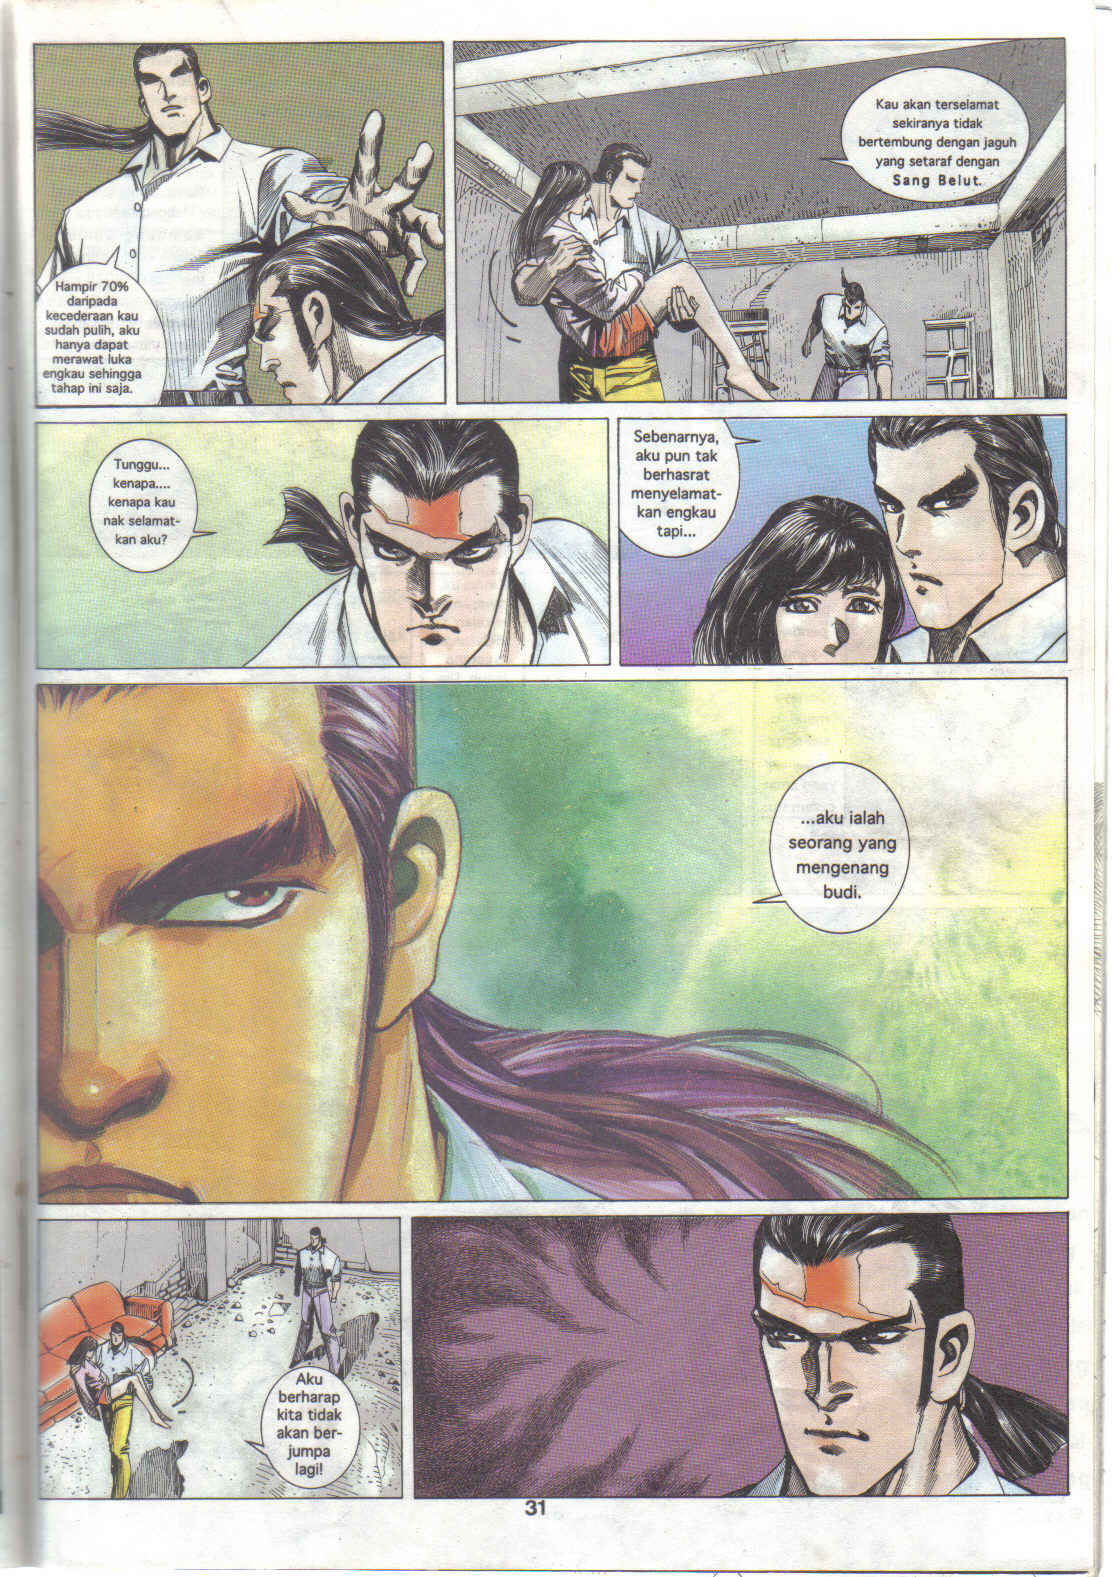 Hampir 70%
daripada
kecederaan kau
sudah pulih, aku
hanya dapat
merawat luka
engkau sehingga
tahap ini saja.
Kau akan terselamat
sekiranya tidak
bertembung dengan jaguh
yang setaraf dengan
Sang Belut.
Tunggu...
kenapa....
kenapa kau
nak selamat-
kan aku?
Sebenarnya,
aku pun tak
berhasrat
menyelamat-
kan engkau
tapi...
...aku ialah
seorang yang
mengenang
budi.
Aku
berharap
kita tidak
akan ber-
jumpa
lagi!
31